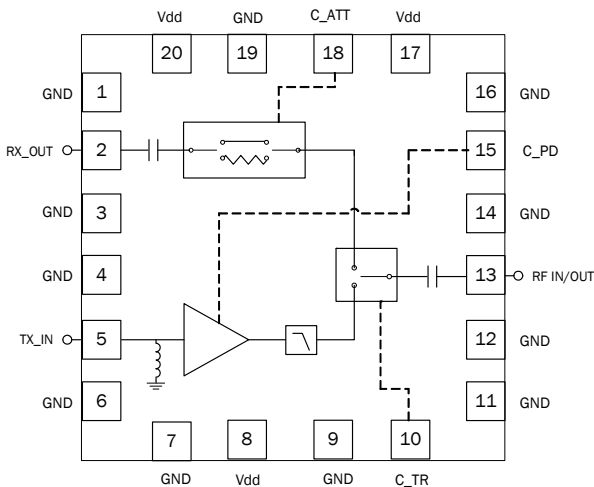 Vdd GND C_ATT Vdd
20 19 18 17
GND 1 16 GND
RX_OUT 2 15 C_PD
GND 3 14 GND
GND 4 13 RF IN/OUT
TX_IN 5 12 GND
GND 6 11 GND
7 8 9 10
GND Vdd GND C_TR